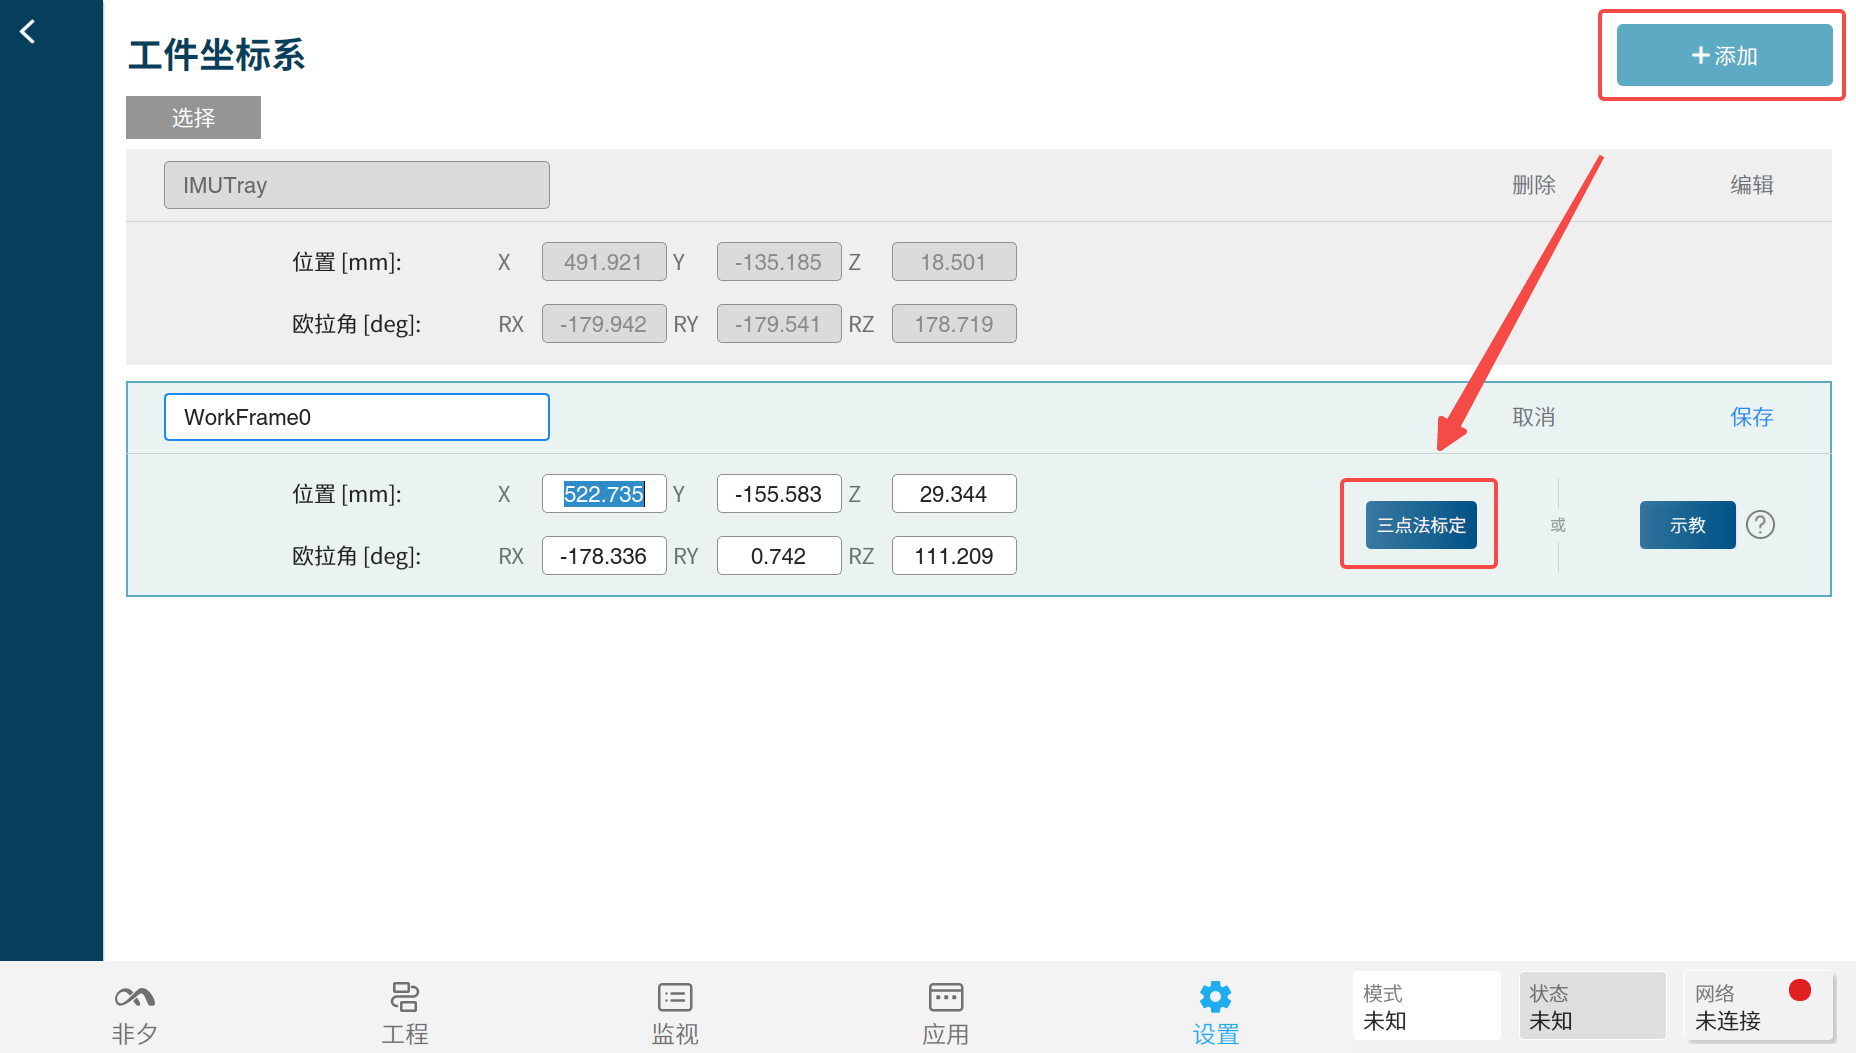 工件坐标系
添加
选择
IMUTray 删除 编辑
位置 [mm]: X 491.921 Y -135.185 Z 18.501
欧拉角 [deg]: RX -179.942 RY -179.541 RZ 178.719
WorkFrame0 取消 保存
位置 [mm]: X 522.735 Y -155.583 Z 29.344
三点法标定 或 示教 ?
欧拉角 [deg]: RX -178.336 RY 0.742 RZ 111.209
非夕 工程 监视 应用 设置
模式 未知
状态 未知
网络 未连接